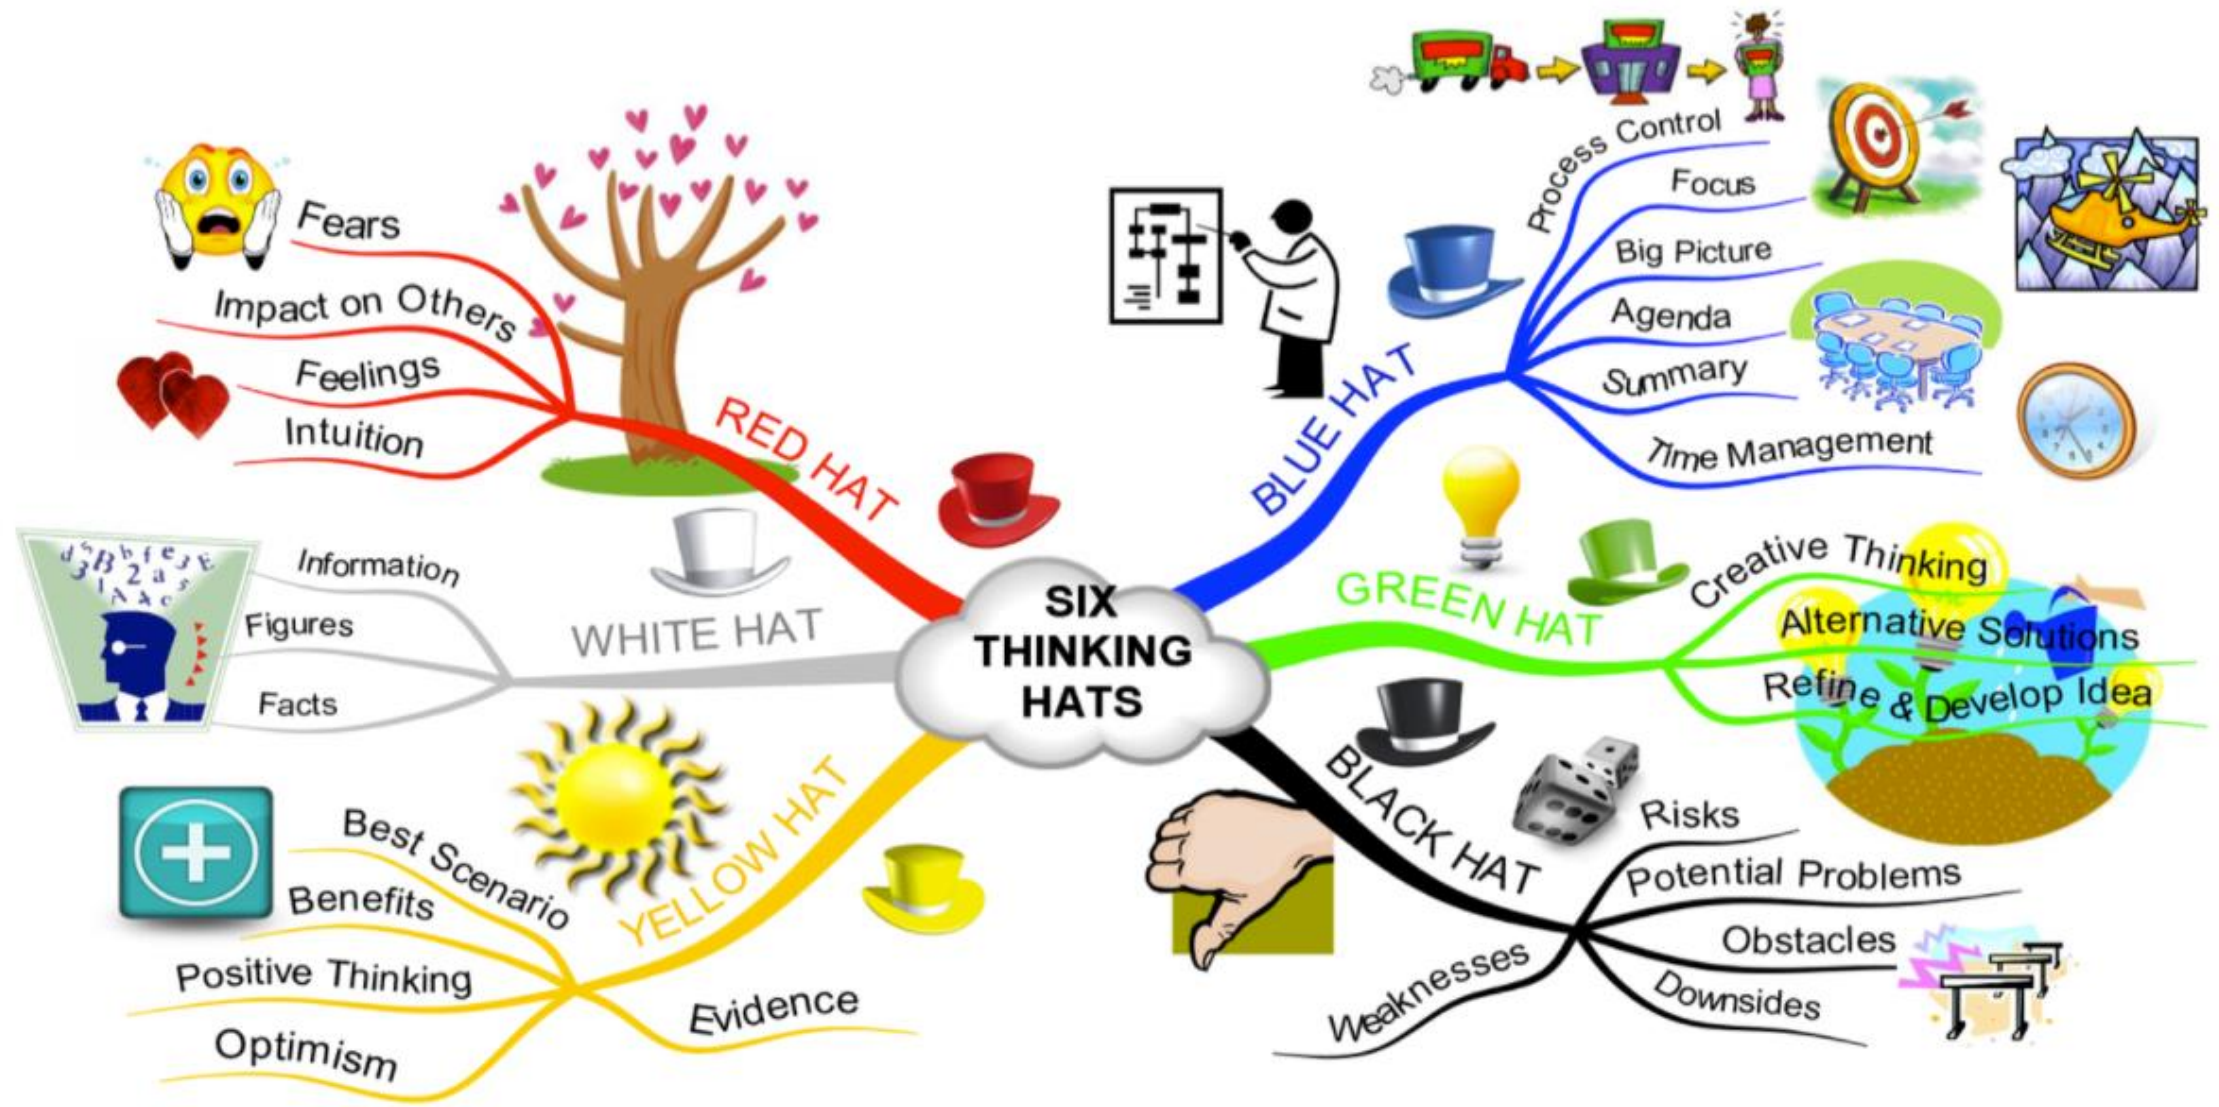 SIX
THINKING
HATS
RED HAT
Fears
Impact on Others
Feelings
Intuition
WHITE HAT
Information
Figures
Facts
YELLOW HAT
Best Scenario
Benefits
Positive Thinking
Optimism
Evidence
BLUE HAT
Process Control
Focus
Big Picture
Agenda
Summary
Time Management
GREEN HAT
Creative Thinking
Alternative Solutions
Refine & Develop Idea
BLACK HAT
Risks
Potential Problems
Obstacles
Downsides
Weaknesses